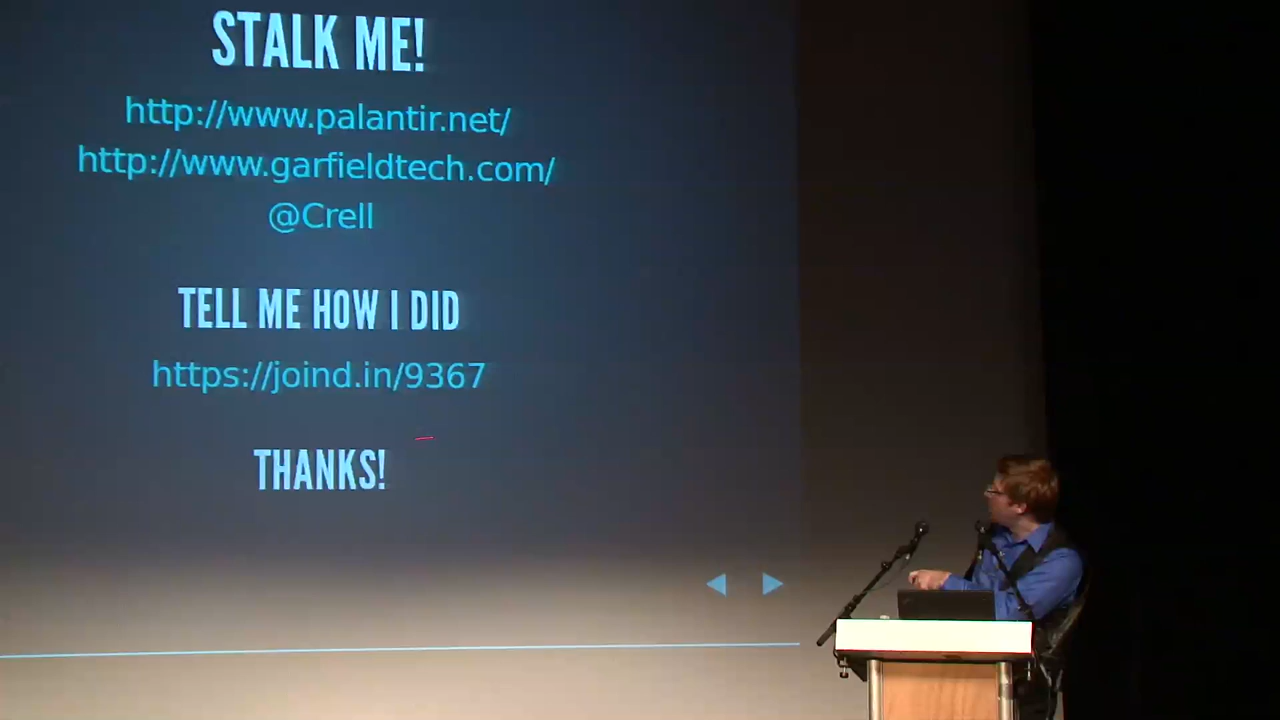 STALK ME!
http://www.palantir.net/
http://www.garfieldtech.com/
@Crell
TELL ME HOW I DID
https://joind.in/9367
THANKS!